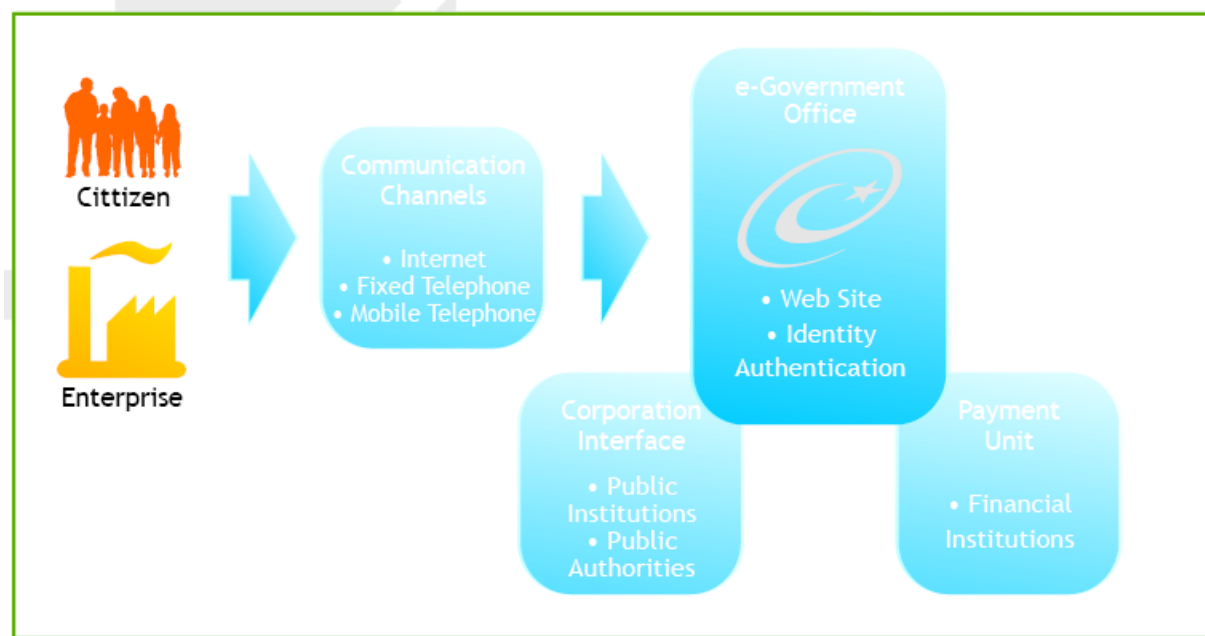 Cittizen
Enterprise
Communication
Channels
• Internet
• Fixed Telephone
• Mobile Telephone
e-Government
Office
• Web Site
• Identity
Authentication
Corporation
Interface
• Public
Institutions
• Public
Authorities
Payment
Unit
• Financial
Institutions